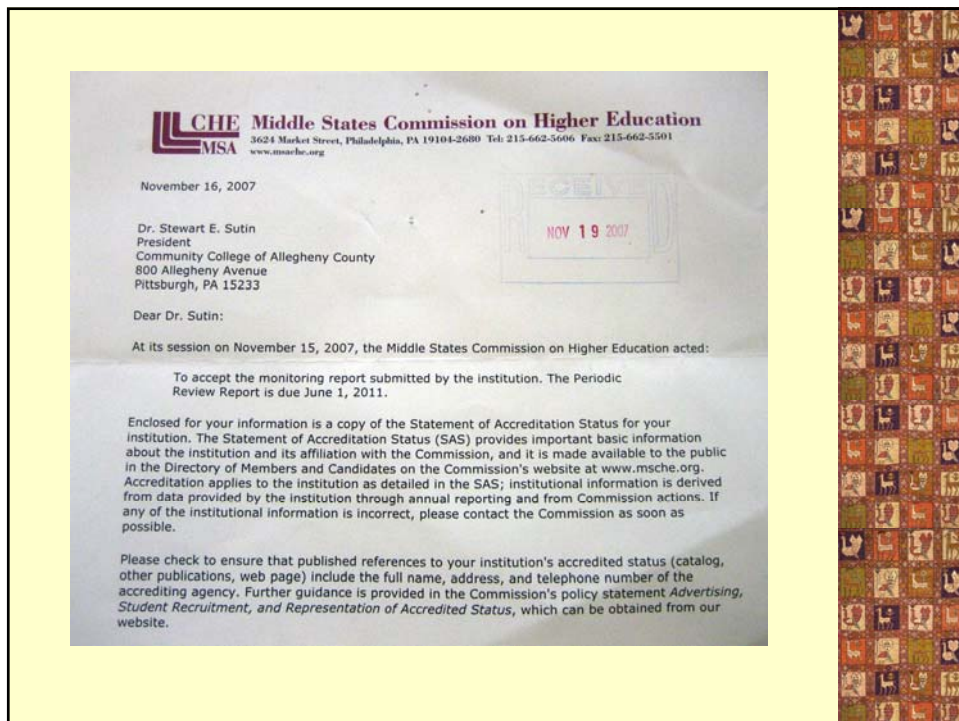 CHE Middle States Commission on Higher Education
MSA 3624 Market Street, Philadelphia, PA 19104-2680 Tel: 215-662-5606 Fax: 215-662-5501
www.msache.org
November 16, 2007
RECEIVED
NOV 19 2007
Dr. Stewart E. Sutin
President
Community College of Allegheny County
800 Allegheny Avenue
Pittsburgh, PA 15233
Dear Dr. Sutin:
At its session on November 15, 2007, the Middle States Commission on Higher Education acted:
To accept the monitoring report submitted by the institution. The Periodic
Review Report is due June 1, 2011.
Enclosed for your information is a copy of the Statement of Accreditation Status for your
institution. The Statement of Accreditation Status (SAS) provides important basic information
about the institution and its affiliation with the Commission, and it is made available to the public
in the Directory of Members and Candidates on the Commission's website at www.msche.org.
Accreditation applies to the institution as detailed in the SAS; institutional information is derived
from data provided by the institution through annual reporting and from Commission actions. If
any of the institutional information is incorrect, please contact the Commission as soon as
possible.
Please check to ensure that published references to your institution's accredited status (catalog,
other publications, web page) include the full name, address, and telephone number of the
accrediting agency. Further guidance is provided in the Commission's policy statement Advertising,
Student Recruitment, and Representation of Accredited Status, which can be obtained from our
website.